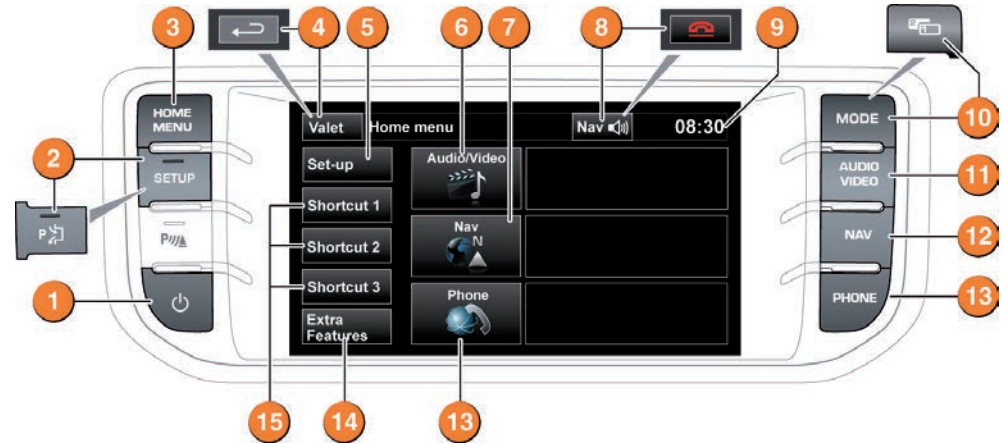 3
4
5
6
7
8
9
10
2
1
HOME
MENU
SETUP
P
P
Valet
Home menu
Nav
08:30
Set-up
Shortcut 1
Shortcut 2
Shortcut 3
Extra
Features
Audio/Video
Nav
N
Phone
2
1
MODE
AUDIO
VIDEO
NAV
PHONE
11
12
13
15
14
13